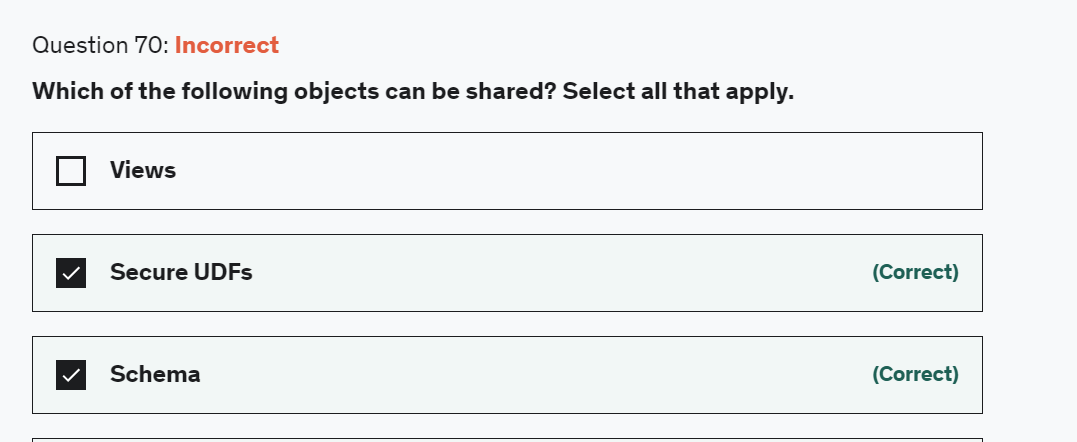 Question 70: Incorrect
Which of the following objects can be shared? Select all that apply.
Views
Secure UDFs (Correct)
Schema (Correct)